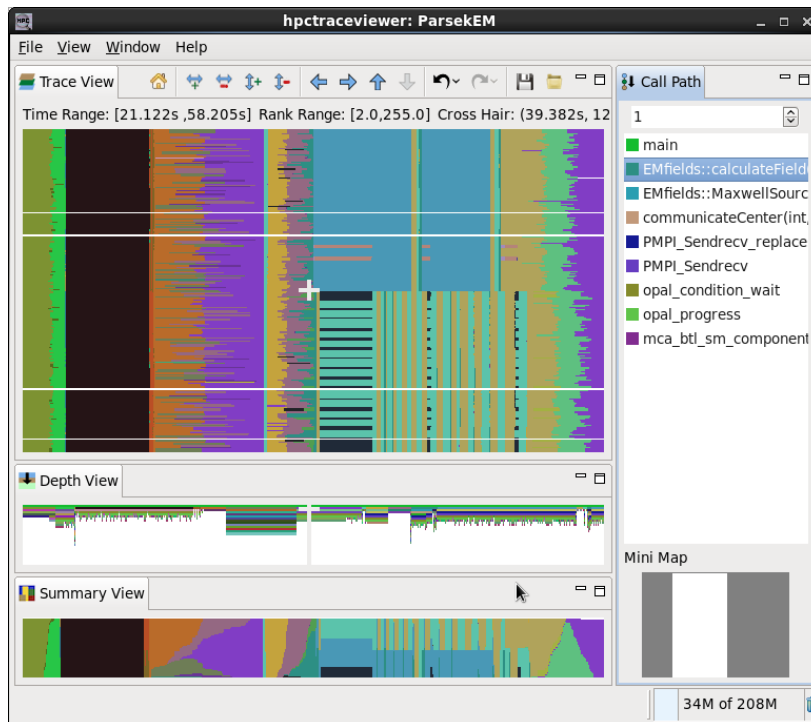 HPC
hpctraceviewer: ParsekEM
File View Window Help
Trace View
Time Range: [21.122s ,58.205s] Rank Range: [2.0,255.0] Cross Hair: (39.382s, 12
Depth View
Summary View
Call Path
1
main
EMfields::calculateField
EMfields::MaxwellSourc
communicateCenter(int,
PMPI_Sendrecv_replace
PMPI_Sendrecv
opal_condition_wait
opal_progress
mca_btl_sm_component
Mini Map
34M of 208M